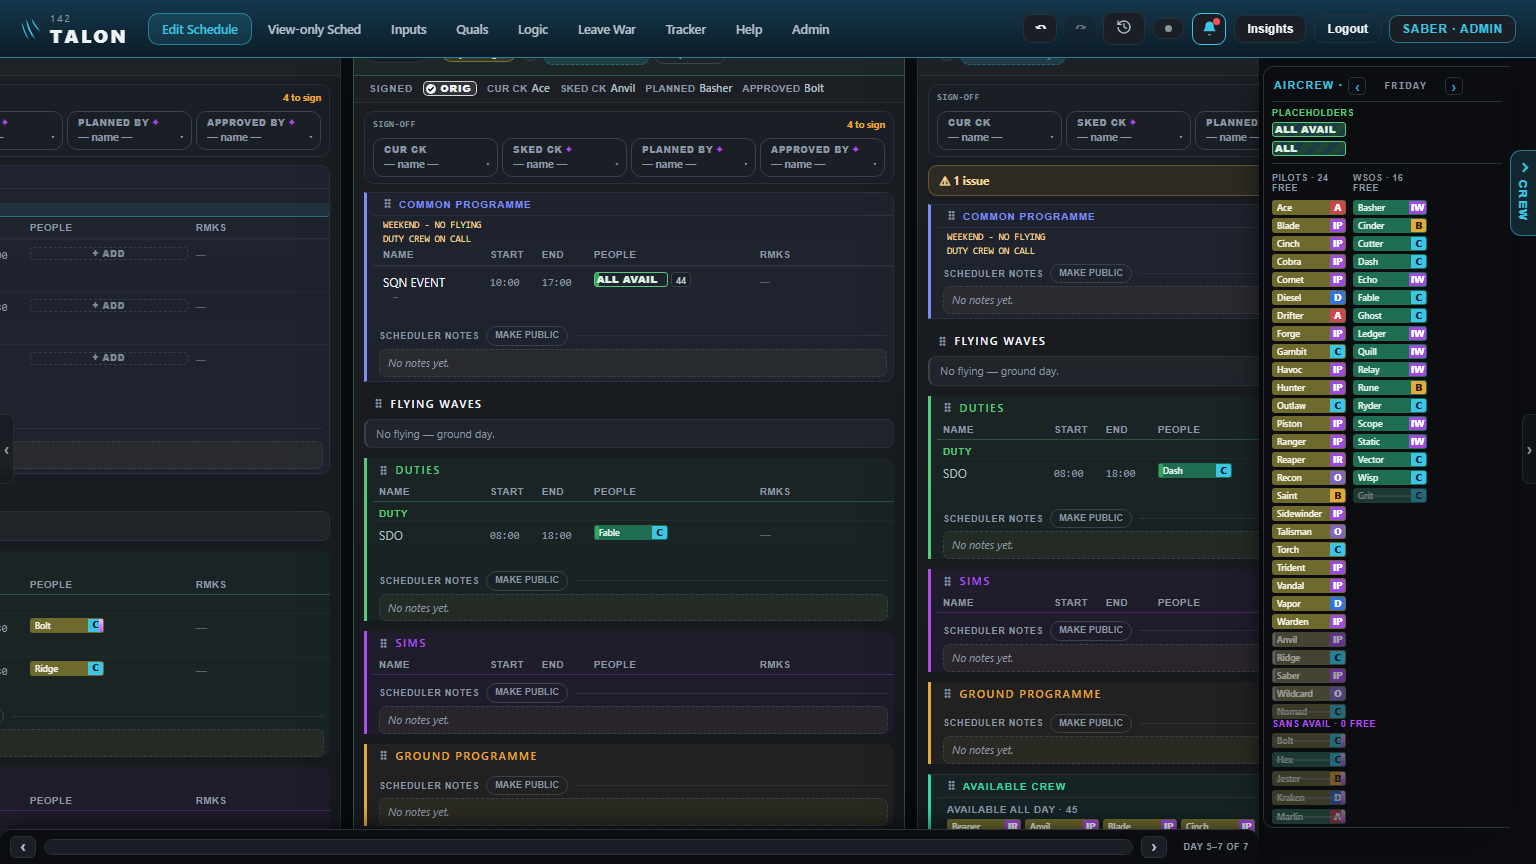 142
TALON
Edit Schedule
View-only Sched
Inputs
Quals
Logic
Leave War
Tracker
Help
Admin
Insights
Logout
SABER · ADMIN
4 to sign
PLANNED BY ✦
— name —
APPROVED BY ✦
— name —
PEOPLE
RMKS
+ ADD
—
+ ADD
—
+ ADD
—
PEOPLE
RMKS
Bolt C
—
Ridge C
—
PEOPLE
RMKS
SIGNED
ORIG
CUR CK Ace
SKED CK Anvil
PLANNED Basher
APPROVED Bolt
SIGN-OFF
4 to sign
CUR CK
— name —
SKED CK ✦
— name —
PLANNED BY ✦
— name —
APPROVED BY ✦
— name —
COMMON PROGRAMME
WEEKEND - NO FLYING
DUTY CREW ON CALL
NAME START END PEOPLE RMKS
SQN EVENT 10:00 17:00 ALL AVAIL 44 —
—
SCHEDULER NOTES MAKE PUBLIC
No notes yet.
FLYING WAVES
No flying — ground day.
DUTIES
NAME START END PEOPLE RMKS
DUTY
SDO 08:00 18:00 Fable C —
SCHEDULER NOTES MAKE PUBLIC
No notes yet.
SIMS
NAME START END PEOPLE RMKS
SCHEDULER NOTES MAKE PUBLIC
No notes yet.
GROUND PROGRAMME
SCHEDULER NOTES MAKE PUBLIC
No notes yet.
SIGN-OFF
CUR CK
— name —
SKED CK ✦
— name —
PLANNED
— name —
1 issue
COMMON PROGRAMME
WEEKEND - NO FLYING
DUTY CREW ON CALL
SCHEDULER NOTES MAKE PUBLIC
No notes yet.
FLYING WAVES
No flying — ground day.
DUTIES
NAME START END PEOPLE
DUTY
SDO 08:00 18:00 Dash C
SCHEDULER NOTES MAKE PUBLIC
No notes yet.
SIMS
NAME START END PEOPLE
SCHEDULER NOTES MAKE PUBLIC
No notes yet.
GROUND PROGRAMME
SCHEDULER NOTES MAKE PUBLIC
No notes yet.
AVAILABLE CREW
AVAILABLE ALL DAY · 45
Reaper IR Anvil IP Blade IP Cinch IP
AIRCREW · ‹ FRIDAY ›
PLACEHOLDERS
ALL AVAIL
ALL
PILOTS · 24 FREE
Ace A
Blade IP
Cinch IP
Cobra IP
Comet IP
Diesel D
Drifter A
Forge IP
Gambit C
Havoc IP
Hunter IP
Outlaw C
Piston IP
Ranger IP
Reaper IR
Recon O
Saint B
Sidewinder IP
Talisman O
Torch C
Trident IP
Vandal IP
Vapor D
Warden IP
Anvil IP
Ridge C
Saber IP
Wildcard O
Nomad C
WSOS · 16 FREE
Basher IW
Cinder B
Cutter C
Dash C
Echo IW
Fable C
Ghost C
Ledger IW
Quill IW
Relay IW
Rune B
Ryder C
Scope IW
Static IW
Vector C
Wisp C
Grit C
SANS AVAIL · 0 FREE
Bolt C
Hex C
Jester B
Kraken D
Marlin A
CREW
DAY 5–7 OF 7